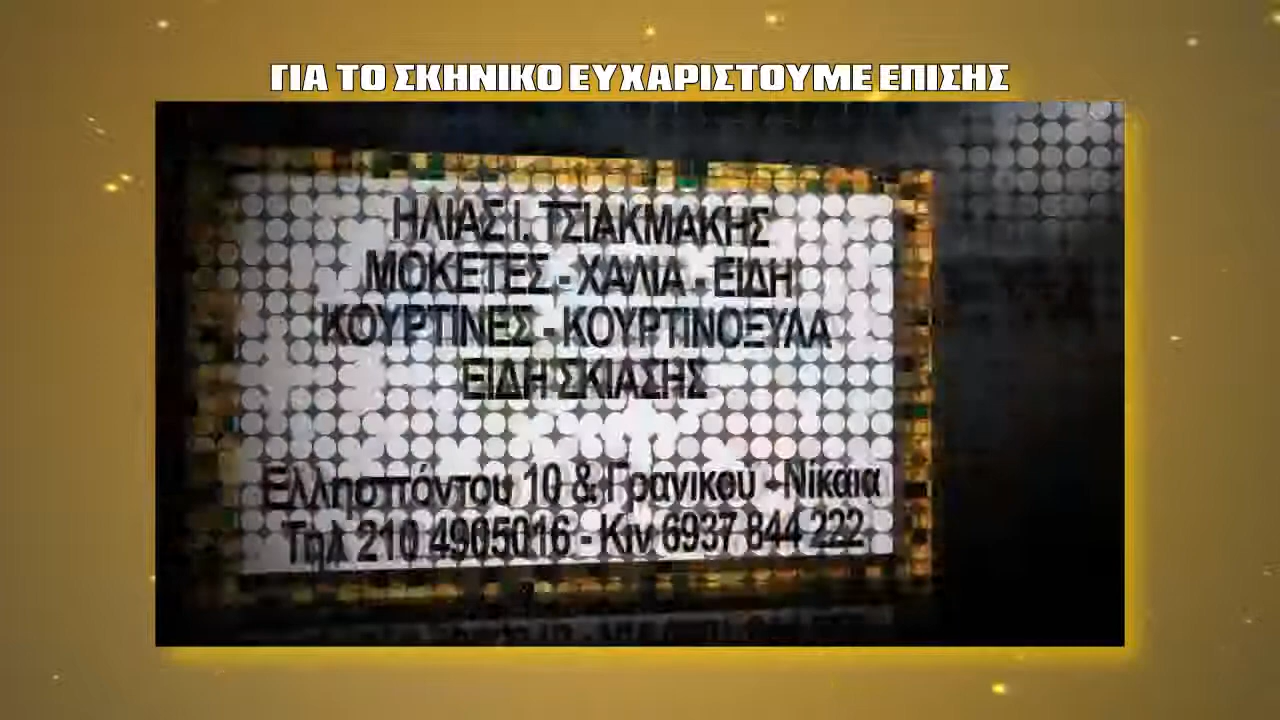 ΓΙΑ ΤΟ ΣΚΗΝΙΚΟ ΕΥΧΑΡΙΣΤΟΥΜΕ ΕΠΙΣΗΣ
ΗΛΙΑΣ Ι. ΤΣΙΑΚΜΑΚΗΣ
ΜΟΚΕΤΕΣ - ΧΑΛΙΑ - ΕΙΔΗ
ΚΟΥΡΤΙΝΕΣ - ΚΟΥΡΤΙΝΟΞΥΛΑ
ΕΙΔΗ ΣΚΙΑΣΗΣ
Ελλησπόντου 10 & Γρανικού - Νίκαια
Τηλ 210 4905016 - Κιν 6937 844 222